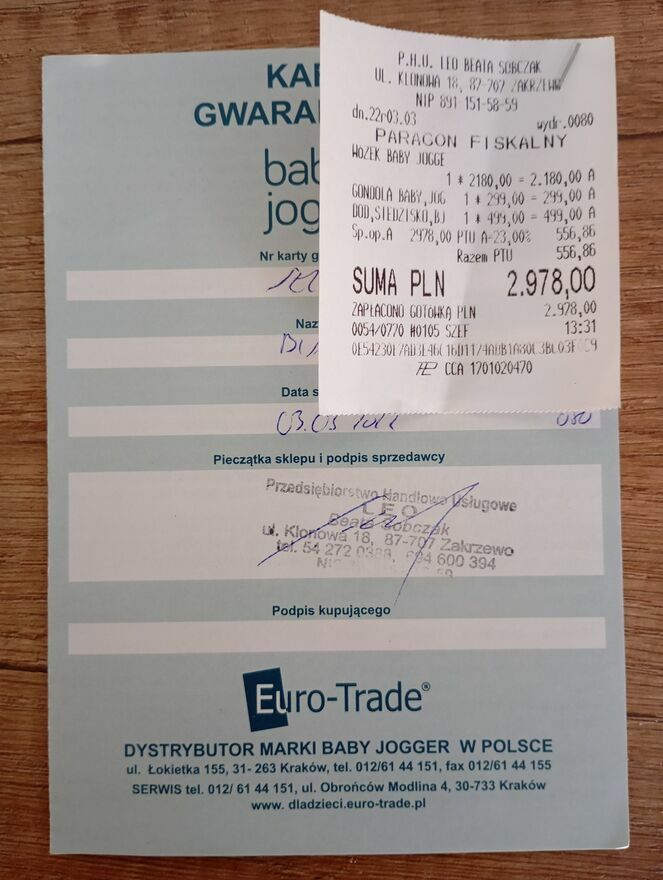 KAR
GWARAN
baby
jogg
Nr karty g
Naz
Data s
03.03
080
Pieczątka sklepu i podpis sprzedawcy
Przedsiębiorstwo Handlowo Usługowe
LEO
Beata Sobczak
ul. Klonowa 18, 87-707 Zakrzewo
tel. 54 272 0388, 694 600 394
Podpis kupującego
Euro-Trade®
DYSTRYBUTOR MARKI BABY JOGGER W POLSCE
ul. Łokietka 155, 31- 263 Kraków, tel. 012/61 44 151, fax 012/61 44 155
SERWIS tel. 012/ 61 44 151, ul. Obrońców Modlina 4, 30-733 Kraków
www. dladzieci.euro-trade.pl
P.H.U. LEO BEATA SOBCZAK
UL. KLONOWA 18, 87-707 ZAKRZEWO
NIP 891 151-58-59
dn.22r03.03 wydr.0080
PARAGON FISKALNY
WÓZEK BABY JOGGE
1 * 2180,00 = 2.180,00 A
GONDOLA BABY,JOG 1 * 299,00 = 299,00 A
DOD,SIEDZISKO,BJ 1 * 499,00 = 499,00 A
Sp.op.A 2978,00 PTU A=23,00% 556,86
Razem PTU 556,86
SUMA PLN 2.978,00
ZAPŁACONO GOTÓWKĄ PLN 2.978,00
0054/0770 #0105 SZEF 13:31
CCA 1701020470